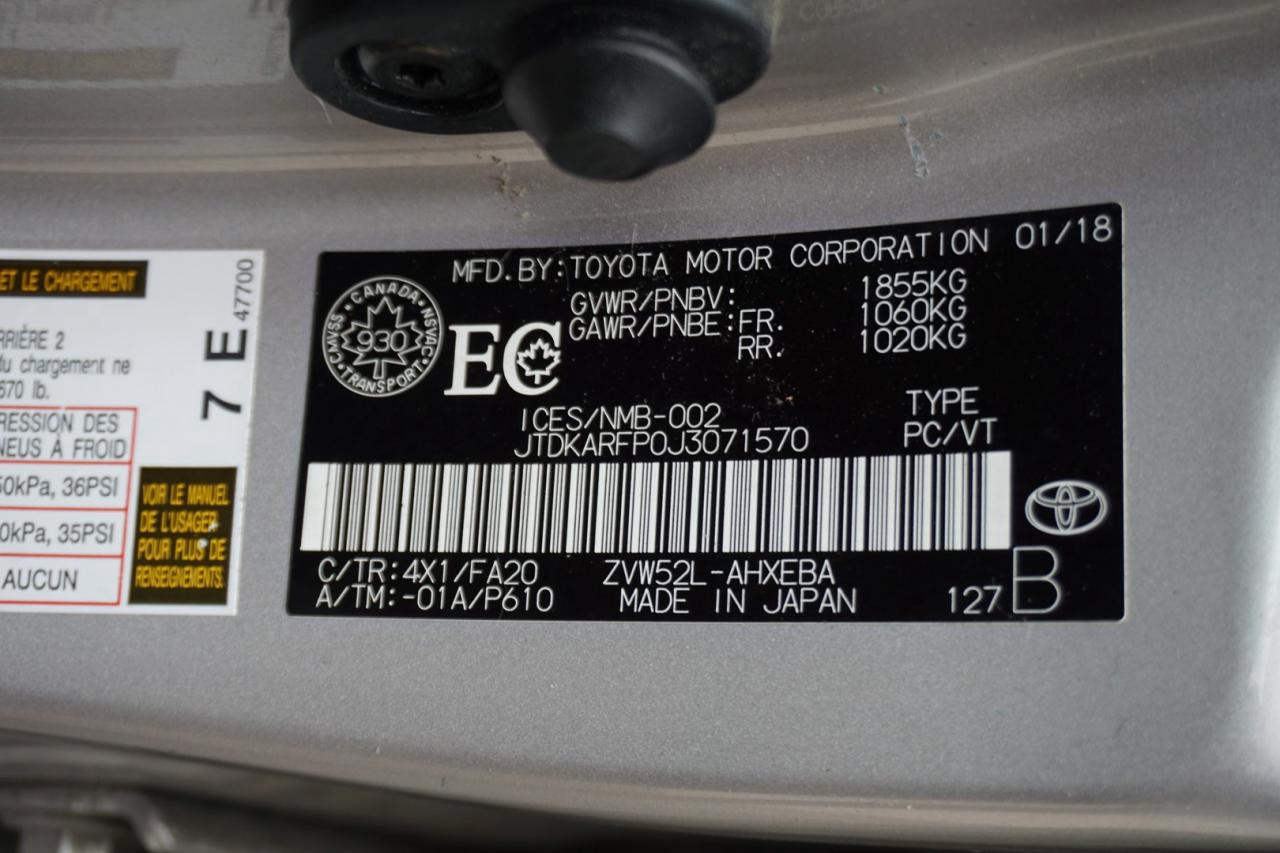 ET LE CHARGEMENT
RRIÈRE 2
du chargement ne
670 lb.
RESSION DES
NEUS À FROID
50kPa, 36PSI
0kPa, 35PSI
AUCUN
7 E 47700
VOIR LE MANUEL
DE L'USAGER
POUR PLUS DE
RENSEIGNEMENTS.
MFD.BY:TOYOTA MOTOR CORPORATION 01/18
GVWR/PNBV: 1855KG
GAWR/PNBE:FR. 1060KG
RR. 1020KG
CANADA
CMVSS 930 NSVAC
TRANSPORT
EC
ICES/NMB-002 TYPE
JTDKARFP0J3071570 PC/VT
C/TR:4X1/FA20 ZVW52L-AHXEBA
A/TM:-01A/P610 MADE IN JAPAN 127 B